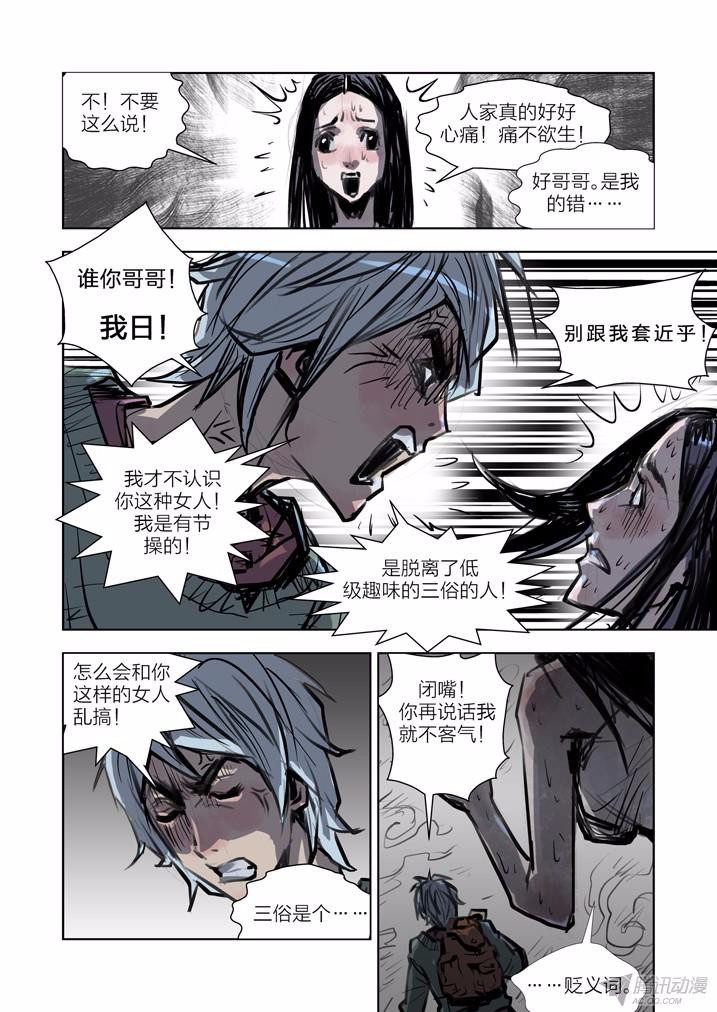 不！不要
这么说！
人家真的好好
心痛！痛不欲生！
好哥哥。是我
的错……
谁你哥哥！
我日！
别跟我套近乎！
我才不认识
你这种女人！
我是有节
操的！
是脱离了低
级趣味的三俗的人！
怎么会和你
这样的女人
乱搞！
三俗是个……
闭嘴！
你再说话我
就不客气！
……贬义词。
腾讯动漫
AC.QQ.COM